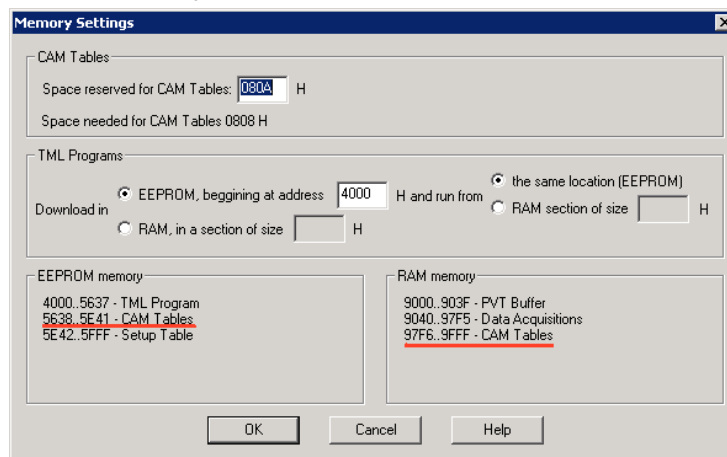 Memory Settings
CAM Tables
Space reserved for CAM Tables: 080A H
Space needed for CAM Tables 0808 H
TML Programs
Download in
EEPROM, beggining at address 4000 H and run from
the same location (EEPROM)
RAM section of size H
RAM, in a section of size H
EEPROM memory
4000..5637 - TML Program
5638..5E41 - CAM Tables
5E42..5FFF - Setup Table
RAM memory
9000..903F - PVT Buffer
9040..97F5 - Data Acquisitions
97F6..9FFF - CAM Tables
OK Cancel Help